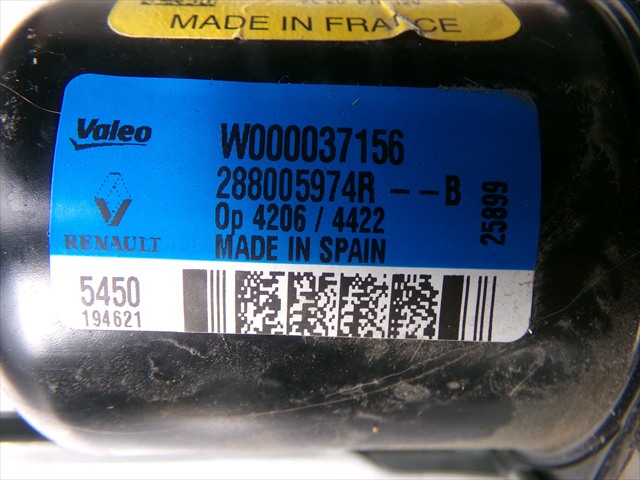 MADE IN FRANCE
Valeo
W000037156
288005974R -- B
Op 4206 / 4422
RENAULT
MADE IN SPAIN
25899
5450
194621